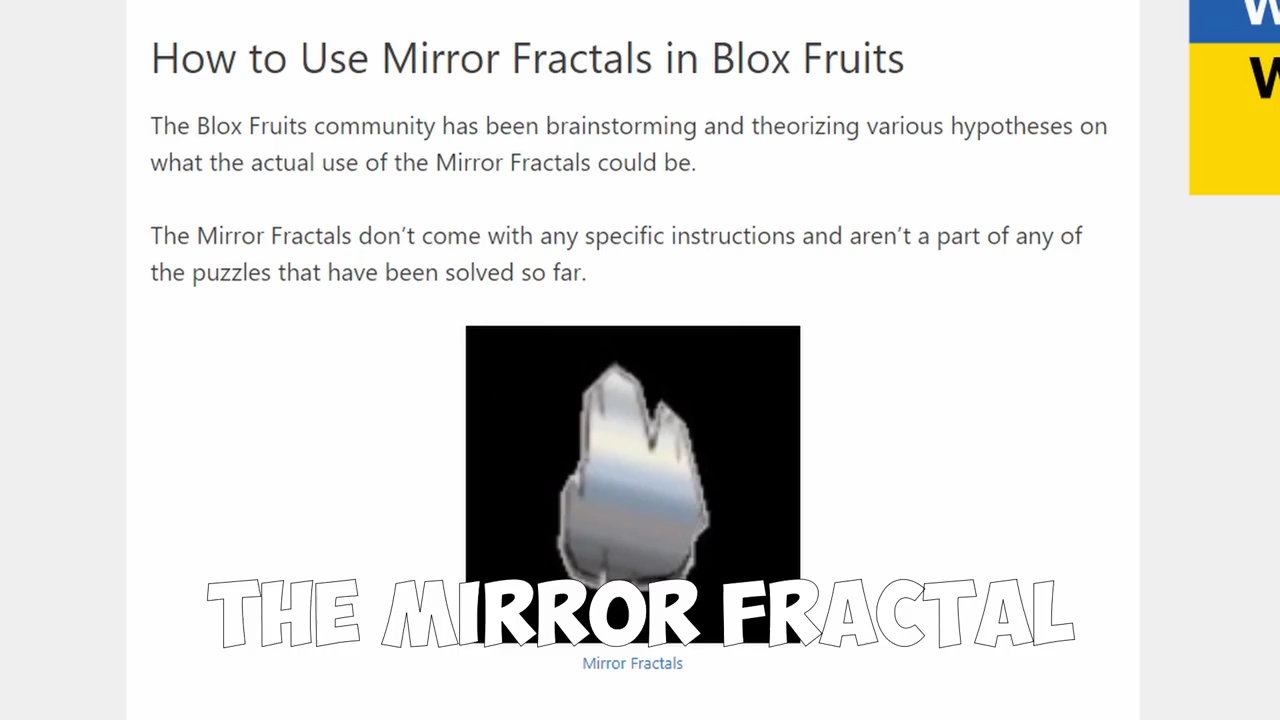 How to Use Mirror Fractals in Blox Fruits
The Blox Fruits community has been brainstorming and theorizing various hypotheses on
what the actual use of the Mirror Fractals could be.
The Mirror Fractals don’t come with any specific instructions and aren’t a part of any of
the puzzles that have been solved so far.
THE MIRROR FRACTAL
Mirror Fractals